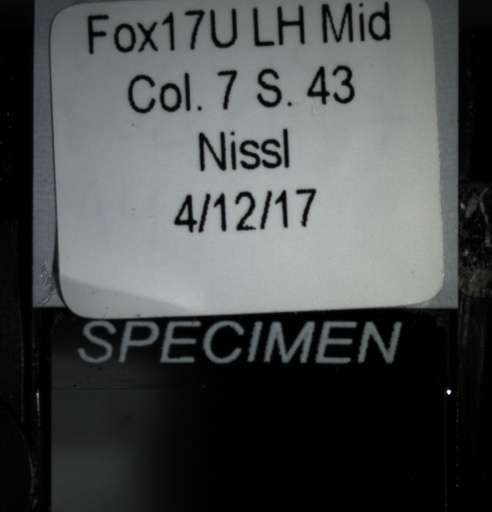 Fox17U LH Mid
Col. 7 S. 43
Nissl
4/12/17
SPECIMEN